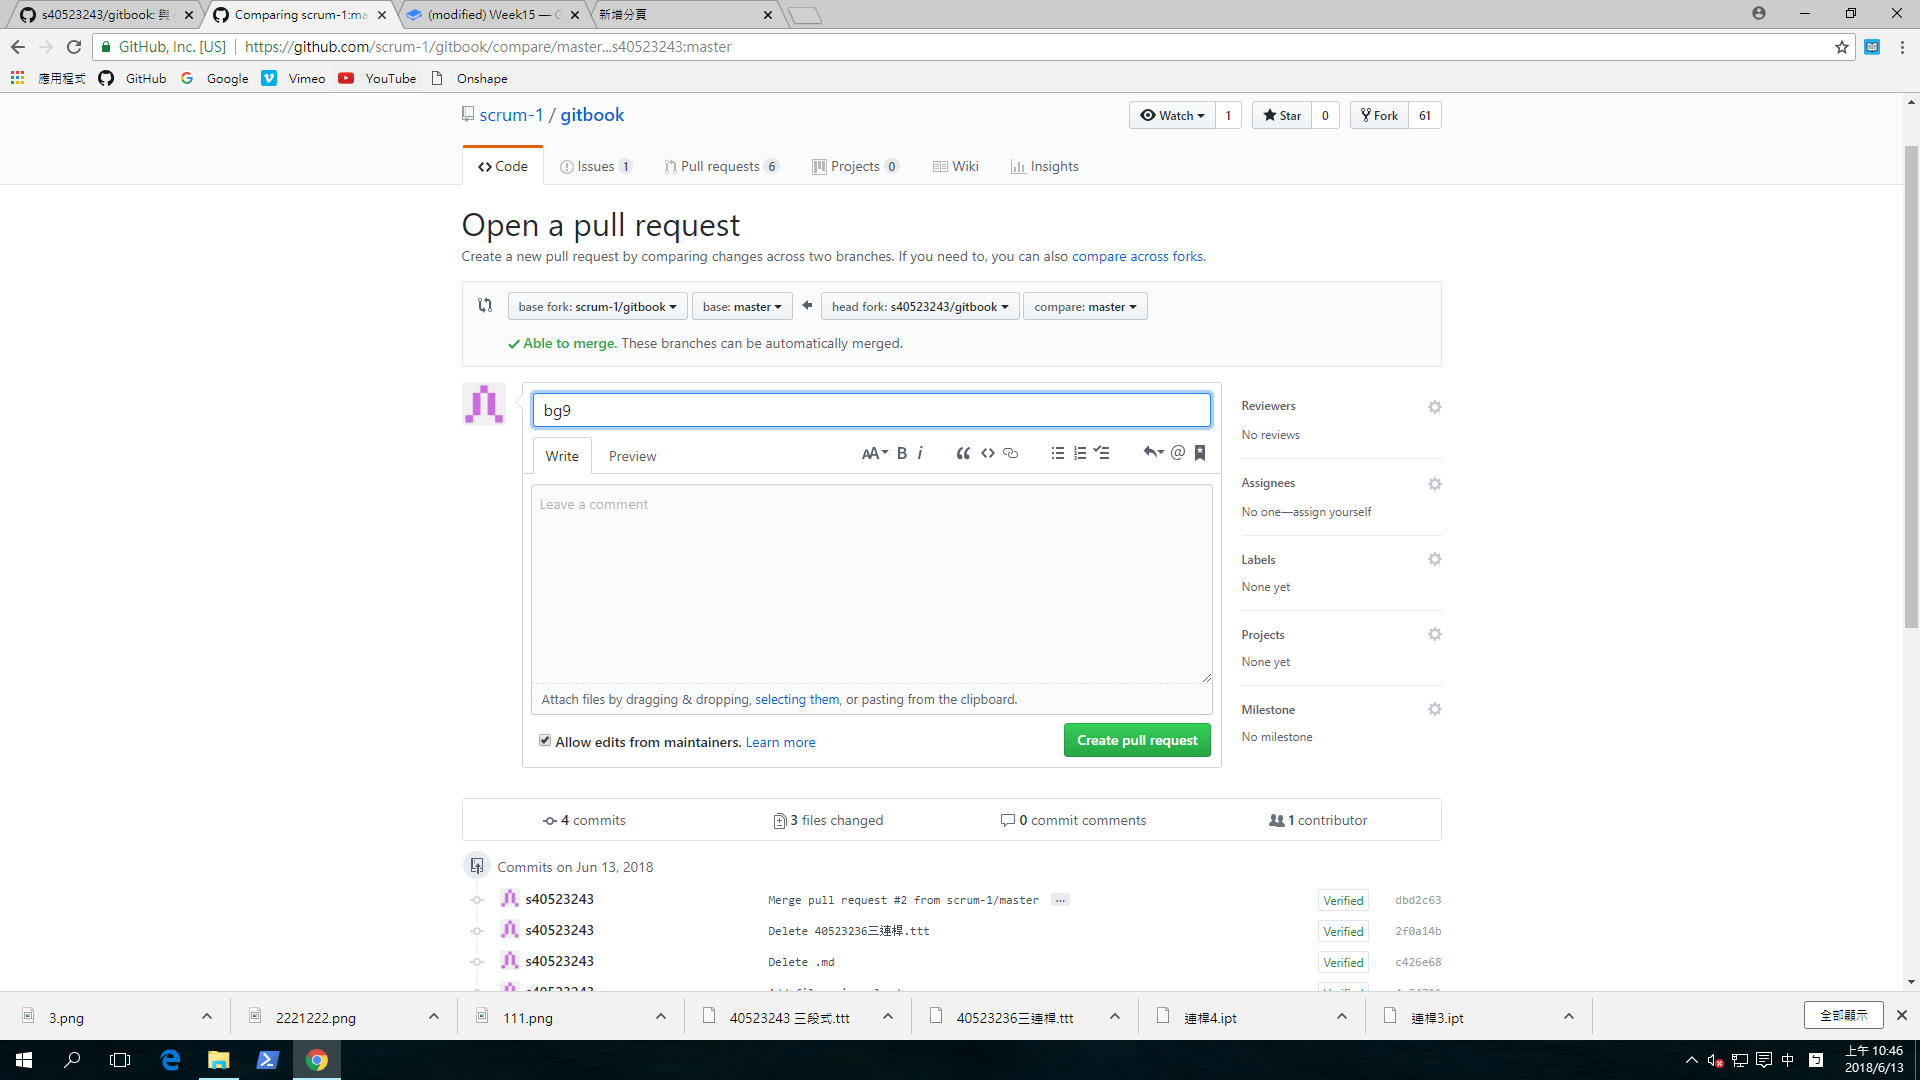 s40523243/gitbook: 與
Comparing scrum-1:ma
(modified) Week15 — G
新增分頁
GitHub, Inc. [US]
https://github.com/scrum-1/gitbook/compare/master...s40523243:master
應用程式 GitHub Google Vimeo YouTube Onshape
scrum-1 / gitbook
Watch 1 Star 0 Fork 61
Code Issues 1 Pull requests 6 Projects 0 Wiki Insights
Open a pull request
Create a new pull request by comparing changes across two branches. If you need to, you can also compare across forks.
base fork: scrum-1/gitbook base: master head fork: s40523243/gitbook compare: master
Able to merge. These branches can be automatically merged.
bg9
Write Preview
AA B i
Leave a comment
Attach files by dragging & dropping, selecting them, or pasting from the clipboard.
Allow edits from maintainers. Learn more
Create pull request
Reviewers
No reviews
Assignees
No one—assign yourself
Labels
None yet
Projects
None yet
Milestone
No milestone
4 commits 3 files changed 0 commit comments 1 contributor
Commits on Jun 13, 2018
s40523243 Merge pull request #2 from scrum-1/master … Verified dbd2c63
s40523243 Delete 40523236三連桿.ttt Verified 2f0a14b
s40523243 Delete .md Verified c426e68
3.png 2221222.png 111.png 40523243 三段式.ttt 40523236三連桿.ttt 連桿4.ipt 連桿3.ipt 全部顯示
中
上午 10:46
2018/6/13